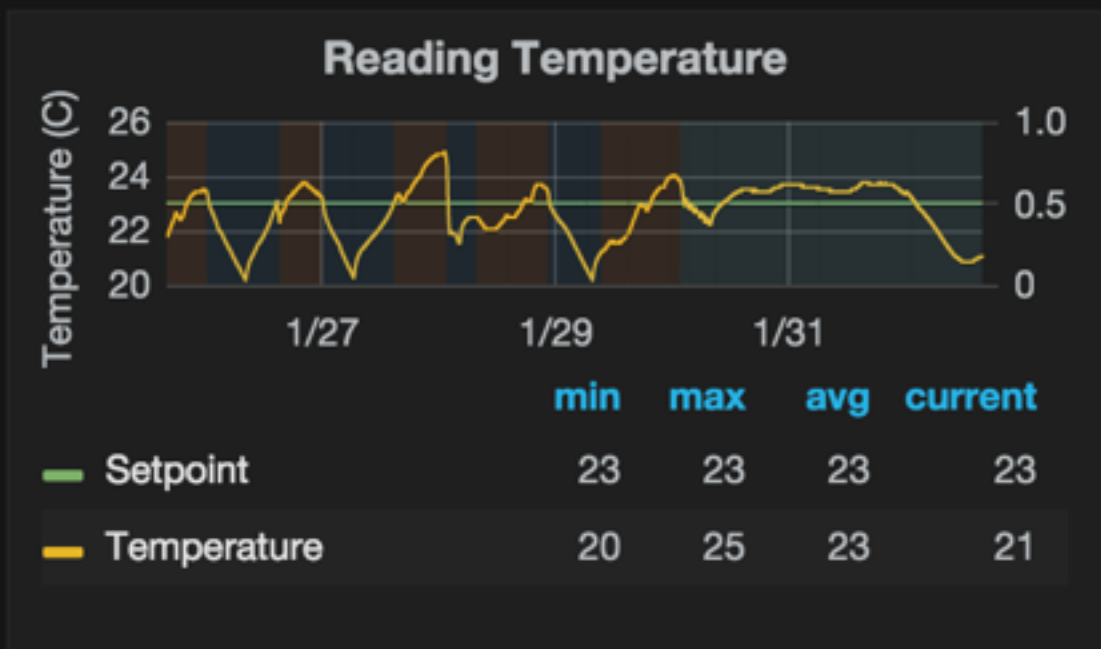 Reading Temperature
Temperature (C)
26 1.0
24
22 0.5
20 0
1/27 1/29 1/31
min max avg current
Setpoint 23 23 23 23
Temperature 20 25 23 21